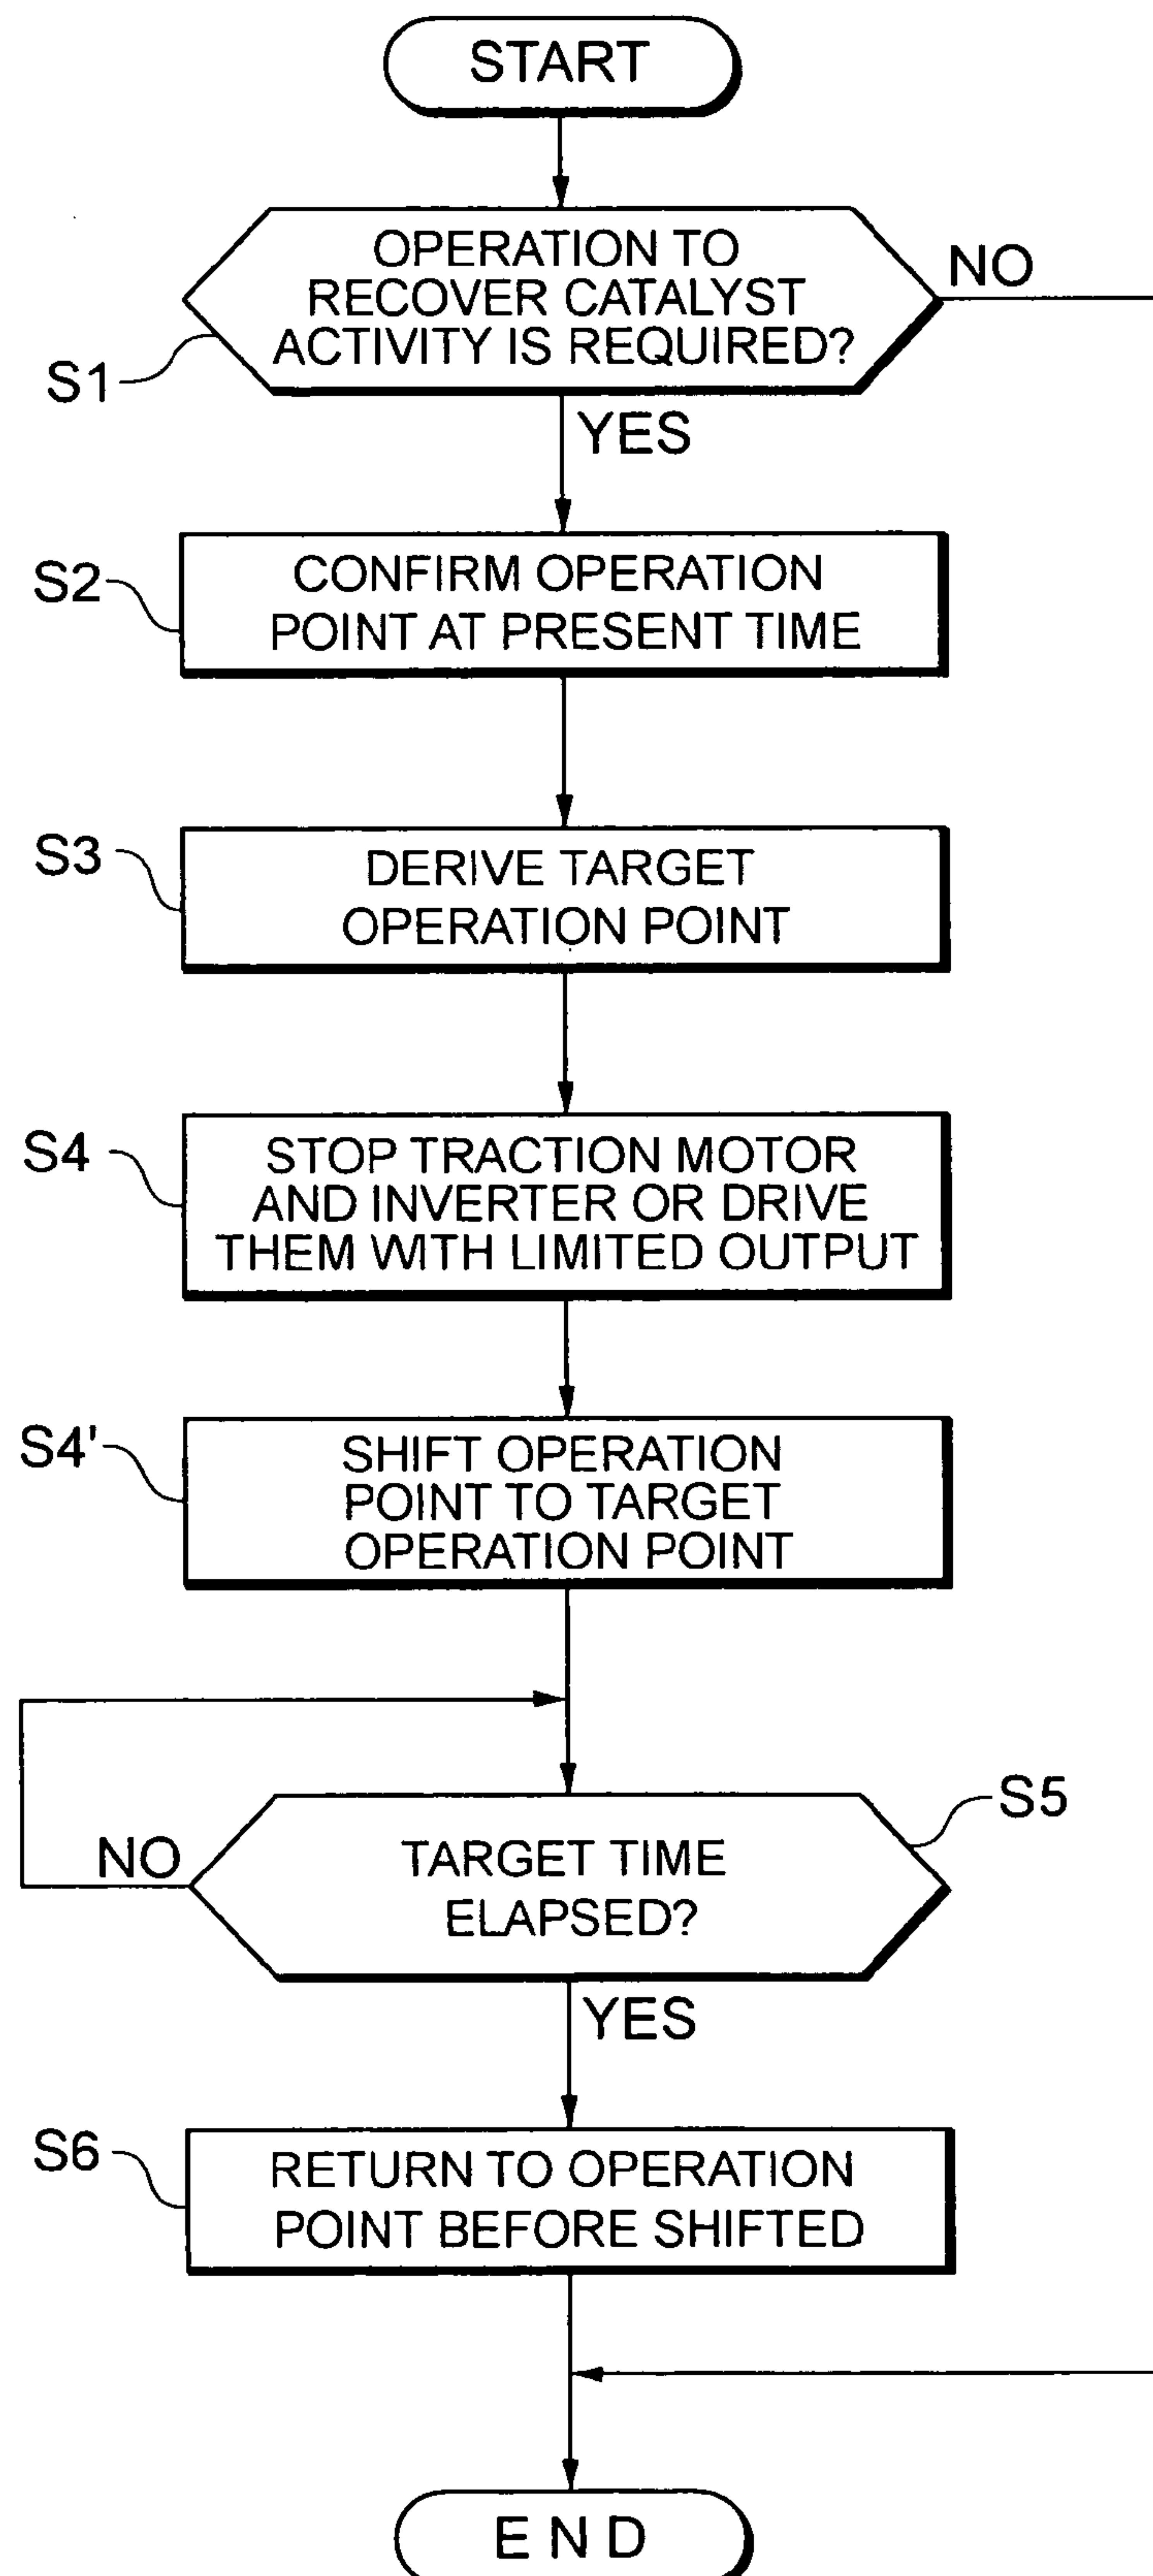 START
OPERATION TO
RECOVER CATALYST
ACTIVITY IS REQUIRED?
NO
S1
YES
S2
CONFIRM OPERATION
POINT AT PRESENT TIME
S3
DERIVE TARGET
OPERATION POINT
S4
STOP TRACTION MOTOR
AND INVERTER OR DRIVE
THEM WITH LIMITED OUTPUT
S4'
SHIFT OPERATION
POINT TO TARGET
OPERATION POINT
S5
NO
TARGET TIME
ELAPSED?
YES
S6
RETURN TO OPERATION
POINT BEFORE SHIFTED
END